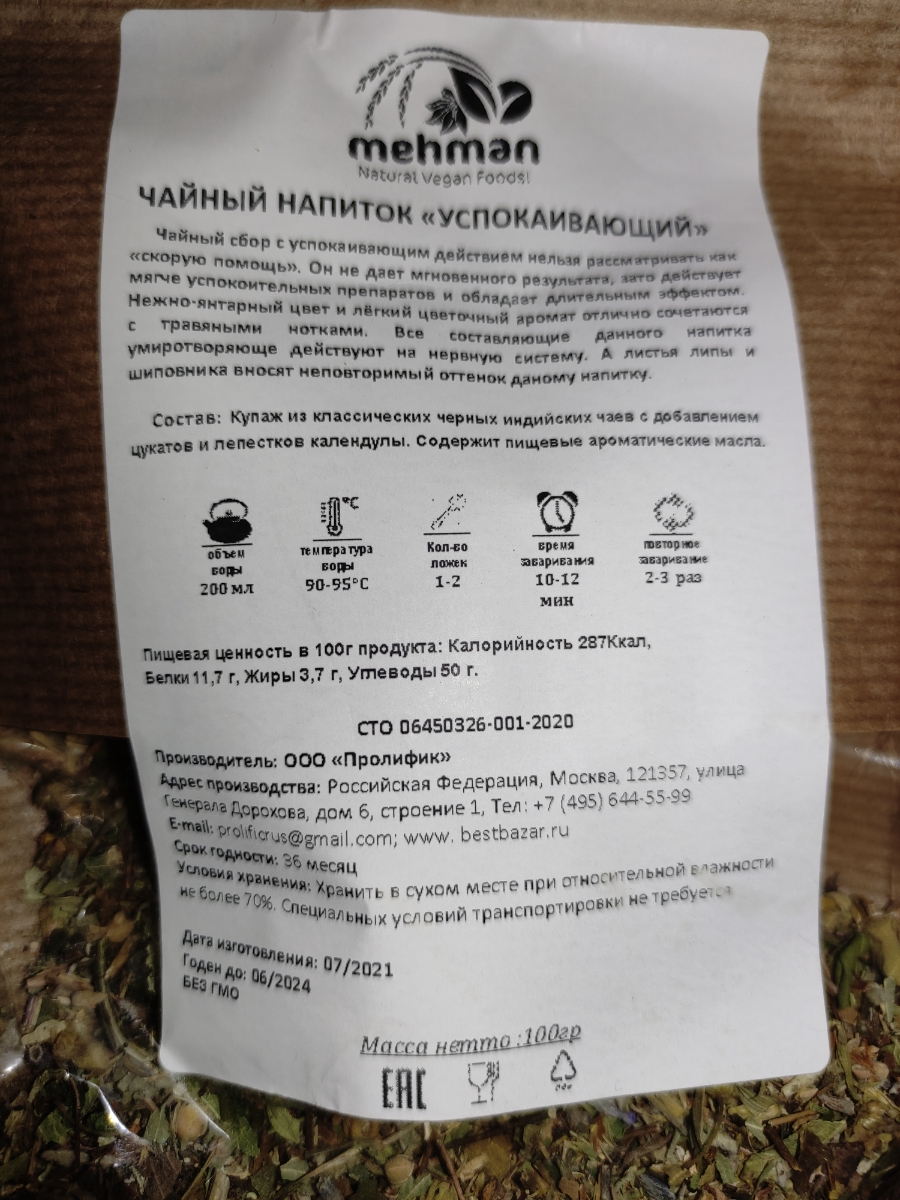 mehman
Natural Vegan Foods!
ЧАЙНЫЙ НАПИТОК «УСПОКАИВАЮЩИЙ»
Чайный сбор с успокаивающим действием нельзя рассматривать как
«скорую помощь». Он не дает мгновенного результата, зато действует
мягче успокоительных препаратов и обладает длительным эффектом.
Нежно-янтарный цвет и лёгкий цветочный аромат отлично сочетаются
с травяными нотками. Все составляющие данного напитка
умиротворяюще действуют на нервную систему. А листья липы и
шиповника вносят неповторимый оттенок даному напитку.
Состав: Купаж из классических черных индийских чаев с добавлением
цукатов и лепестков календулы. Содержит пищевые ароматические масла.
°C
объем температура Кол-во время повторное
воды воды ложек заваривания заваривание
200 мл 90-95°C 1-2 10-12 2-3 раз
мин
Пищевая ценность в 100г продукта: Калорийность 287Ккал,
Белки 11,7 г, Жиры 3,7 г, Углеводы 50 г.
СТО 06450326-001-2020
Производитель: ООО «Пролифик»
Адрес производства: Российская Федерация, Москва, 121357, улица
Генерала Дорохова, дом 6, строение 1, Тел: +7 (495) 644-55-99
E-mail: prolificrus@gmail.com; www. bestbazar.ru
Срок годности: 36 месяц
Условия хранения: Хранить в сухом месте при относительной влажности
не более 70%. Специальных условий транспортировки не требуется
Дата изготовления: 07/2021
Годен до: 06/2024
БЕЗ ГМО
Масса нетто :100гр
ЕАС